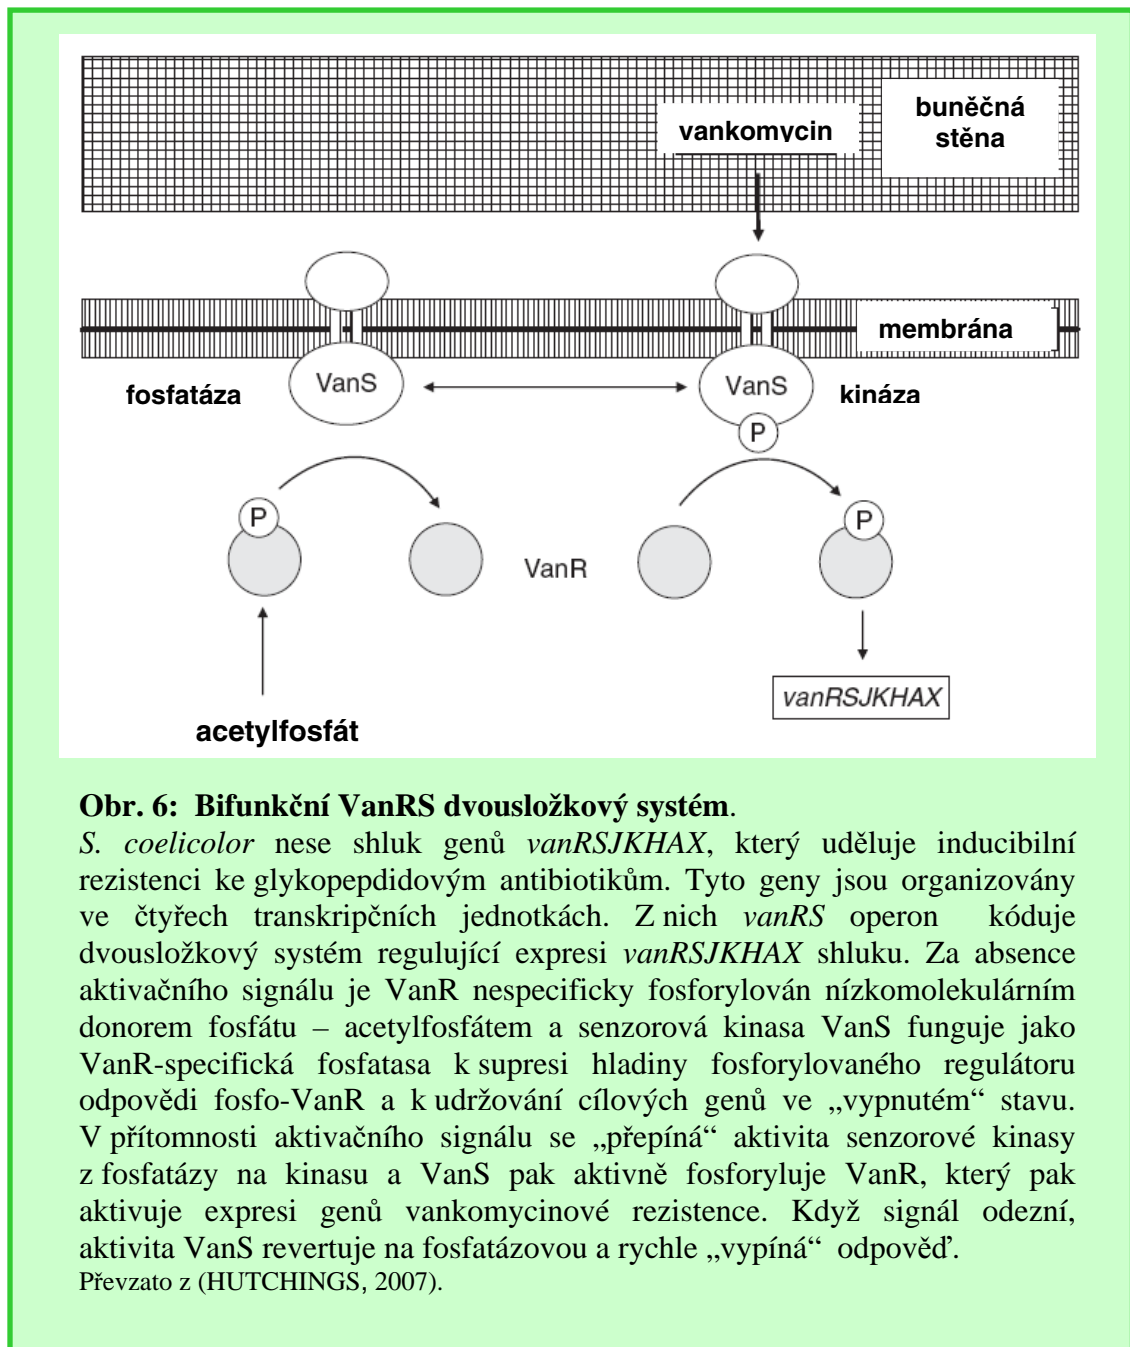 vankomycin
buněčná
stěna
membrána
fosfatáza
VanS
VanS
kináza
P
P
P
VanR
vanRSJKHAX
acetylfosfát
Obr. 6: Bifunkční VanRS dvousložkový systém.
S. coelicolor nese shluk genů vanRSJKHAX, který uděluje inducibilní
rezistenci ke glykopepdidovým antibiotikům. Tyto geny jsou organizovány
ve čtyřech transkripčních jednotkách. Z nich vanRS operon kóduje
dvousložkový systém regulující expresi vanRSJKHAX shluku. Za absence
aktivačního signálu je VanR nespecificky fosforylován nízkomolekulárním
donorem fosfátu – acetylfosfátem a senzorová kinasa VanS funguje jako
VanR-specifická fosfatasa k supresi hladiny fosforylovaného regulátoru
odpovědi fosfo-VanR a k udržování cílových genů ve „vypnutém“ stavu.
V přítomnosti aktivačního signálu se „přepíná“ aktivita senzorové kinasy
z fosfatázy na kinasu a VanS pak aktivně fosforyluje VanR, který pak
aktivuje expresi genů vankomycinové rezistence. Když signál odezní,
aktivita VanS revertuje na fosfatázovou a rychle „vypíná“ odpověď.
Převzato z (HUTCHINGS, 2007).